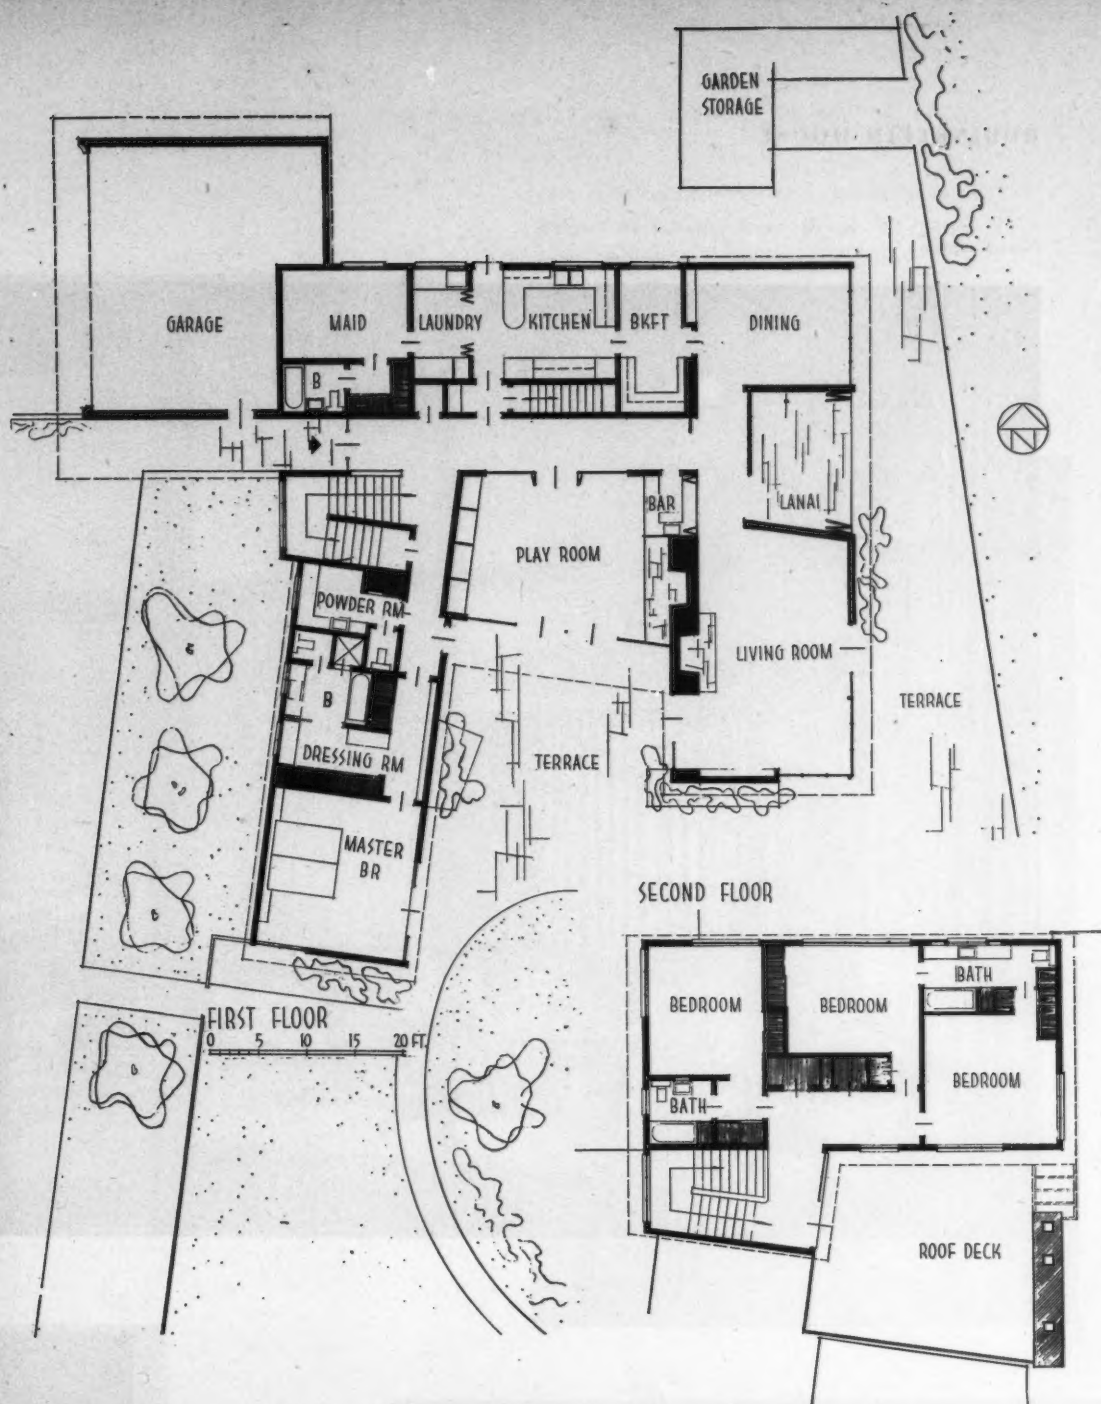 GARDEN
STORAGE
GARAGE
MAID
LAUNDRY
KITCHEN
BKFT
DINING
B
N
LANAI
BAR
PLAY ROOM
POWDER RM
LIVING ROOM
B
TERRACE
DRESSING RM
TERRACE
MASTER
BR
SECOND FLOOR
BEDROOM
BEDROOM
BATH
FIRST FLOOR
0 5 10 15 20 FT.
BEDROOM
BATH
ROOF DECK